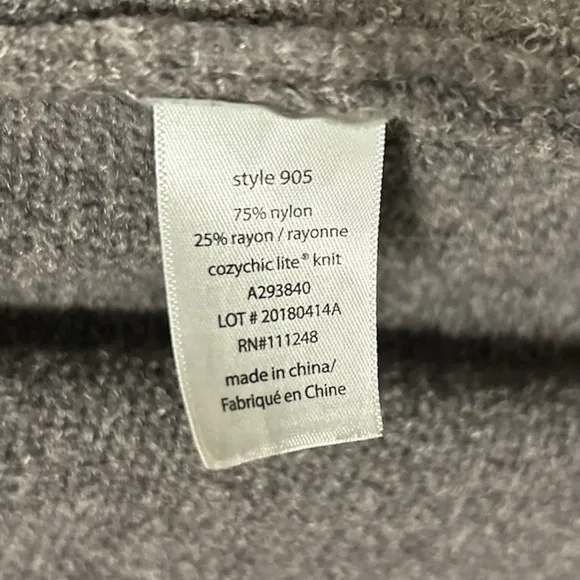 style 905
75% nylon
25% rayon / rayonne
cozychic lite® knit
A293840
LOT # 20180414A
RN#111248
made in china/
Fabriqué en Chine